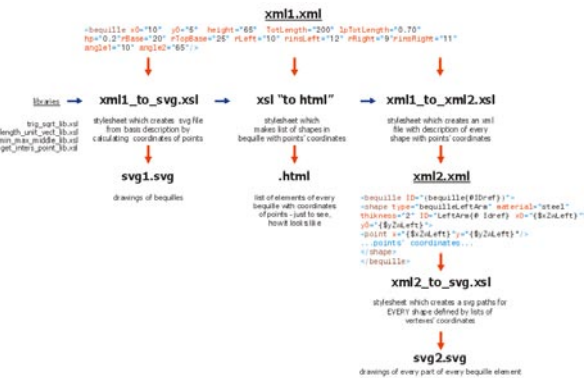 xml1.xml
<bequille x0="10" y0="5" height="65" TotLength="200" lpTotLength="0.70"
hp="0.2"rBase="20" rTopBase="25" rLeft="10" rinsLeft="12" rRight="9"rinsRight="11"
angle1="10" angle2="65"/>
libraries
xml1_to_svg.xsl
xsl "to html"
xml1_to_xml2.xsl
trig_sqrt_lib.xsl
length_unit_vect_lib.xsl
min_max_middle_lib.xsl
get_inters_point_lib.xsl
stylesheet which creates svg file
from basis description by
calculating coordinates of points
stylesheet which
makes list of shapes in
bequille with points' coordinates
stylesheet which creates an xml
file with description of every
shape with points' coordinates
svg1.svg
.html
xml2.xml
drawings of bequilles
list of elements of every
bequille with coordinates
of points - just to see,
how it looks like
<bequille ID="{bequille{@IDref}">
<shape type="bequilleLeftArm" material="steel"
thikness="2" ID="LeftArm{@ Idref} x0="{$xZaLeft}"
y0="{$yZaLeft}">
<point x="{$xZaLeft}"y="{$yZaLeft}"/>
...points' coordinates...
</shape>
</bequille>
xml2_to_svg.xsl
stylesheet which creates a svg paths for
EVERY shape defined by lists of
vertexes' coordinates
svg2.svg
drawings of every part of every bequille element